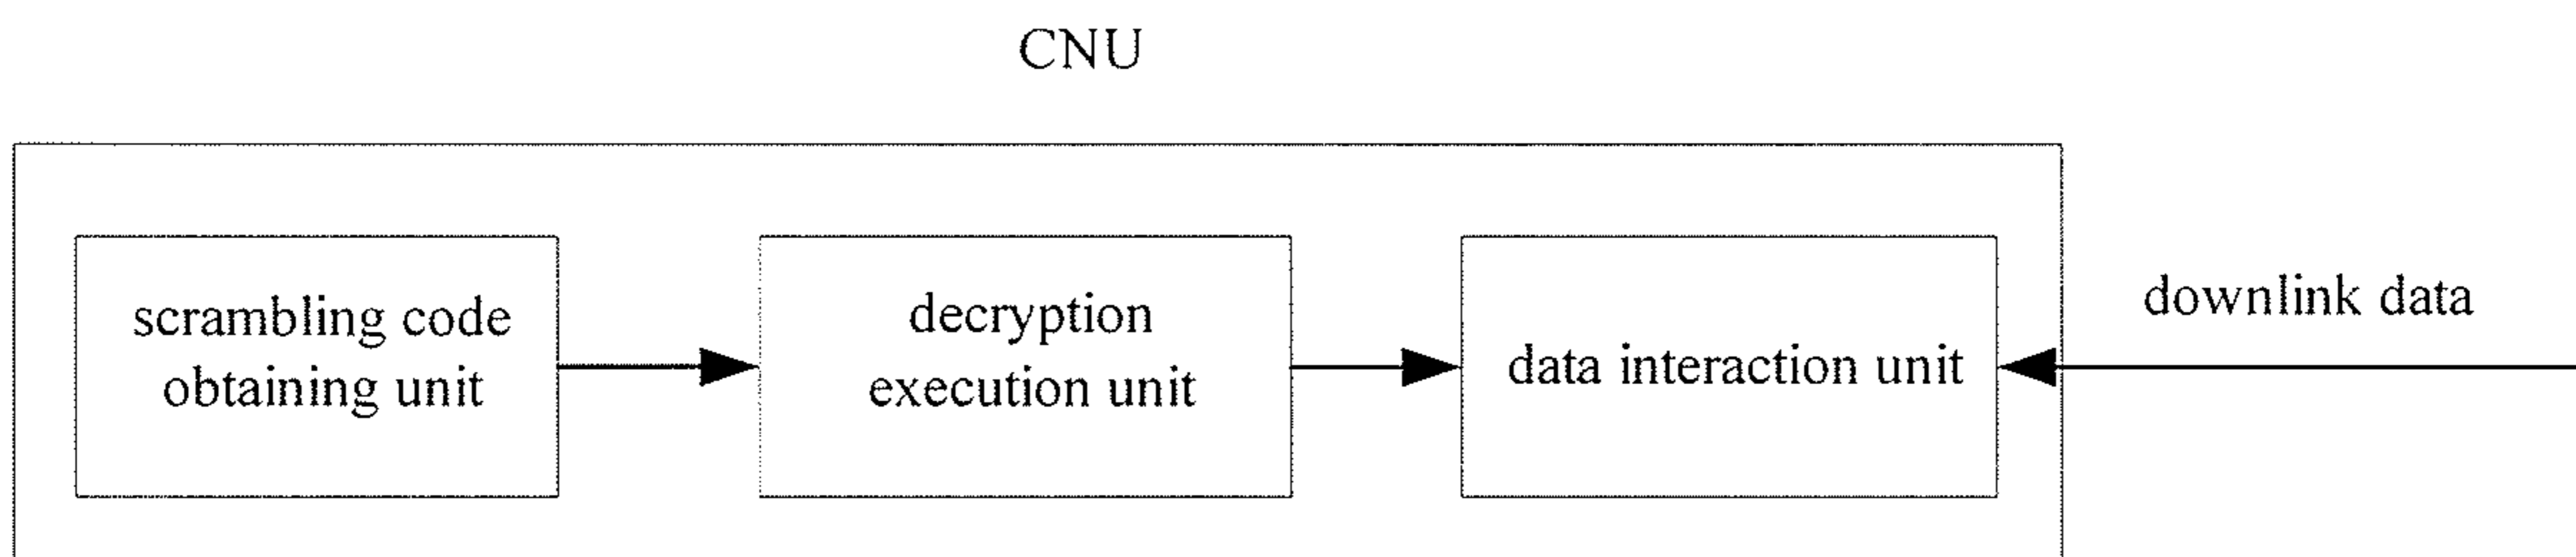 CNU
scrambling code
obtaining unit
decryption
execution unit
data interaction unit
downlink data